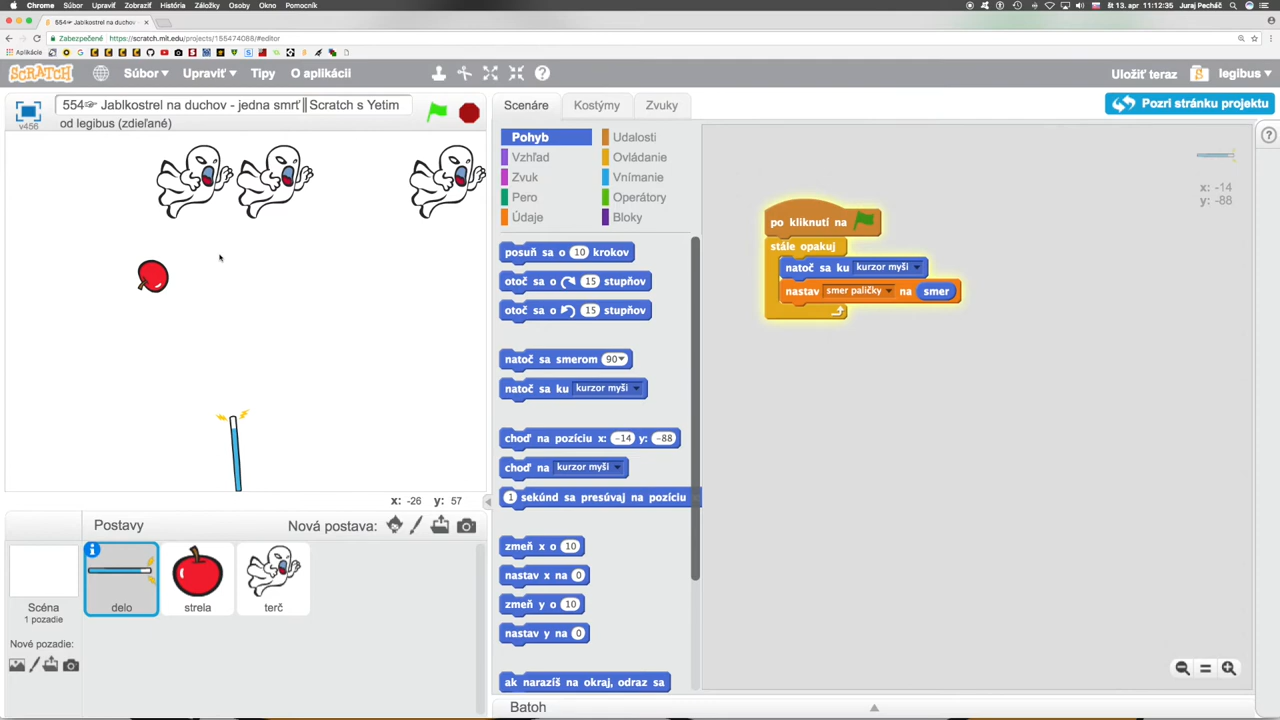 Chrome Súbor Upraviť Zobraziť História Záložky Osoby Okno Pomocník
št 13. apr 11:12:35 Juraj Pecháč
554☞ Jablkostrel na duchov
legibus
Zabezpečené https://scratch.mit.edu/projects/155474088/#editor
Aplikácie
SCRATCH Súbor Upraviť Tipy O aplikácii Uložiť teraz legibus
v456
554☞ Jablkostrel na duchov - jedna smrť║Scratch s Yetim
od legibus (zdieľané)
Scenáre Kostýmy Zvuky
Pozri stránku projektu
Pohyb Udalosti
Vzhľad Ovládanie
Zvuk Vnímanie
Pero Operátory
Údaje Bloky
posuň sa o 10 krokov
otoč sa o 15 stupňov
otoč sa o 15 stupňov
natoč sa smerom 90
natoč sa ku kurzor myši
choď na pozíciu x: -14 y: -88
choď na kurzor myši
1 sekúnd sa presúvaj na pozíciu
zmeň x o 10
nastav x na 0
zmeň y o 10
nastav y na 0
ak narazíš na okraj, odraz sa
x: -14
y: -88
po kliknutí na
stále opakuj
natoč sa ku kurzor myši
nastav smer paličky na smer
x: -26 y: 57
Postavy Nová postava:
Scéna
1 pozadie
Nové pozadie:
delo strela terč
Batoh